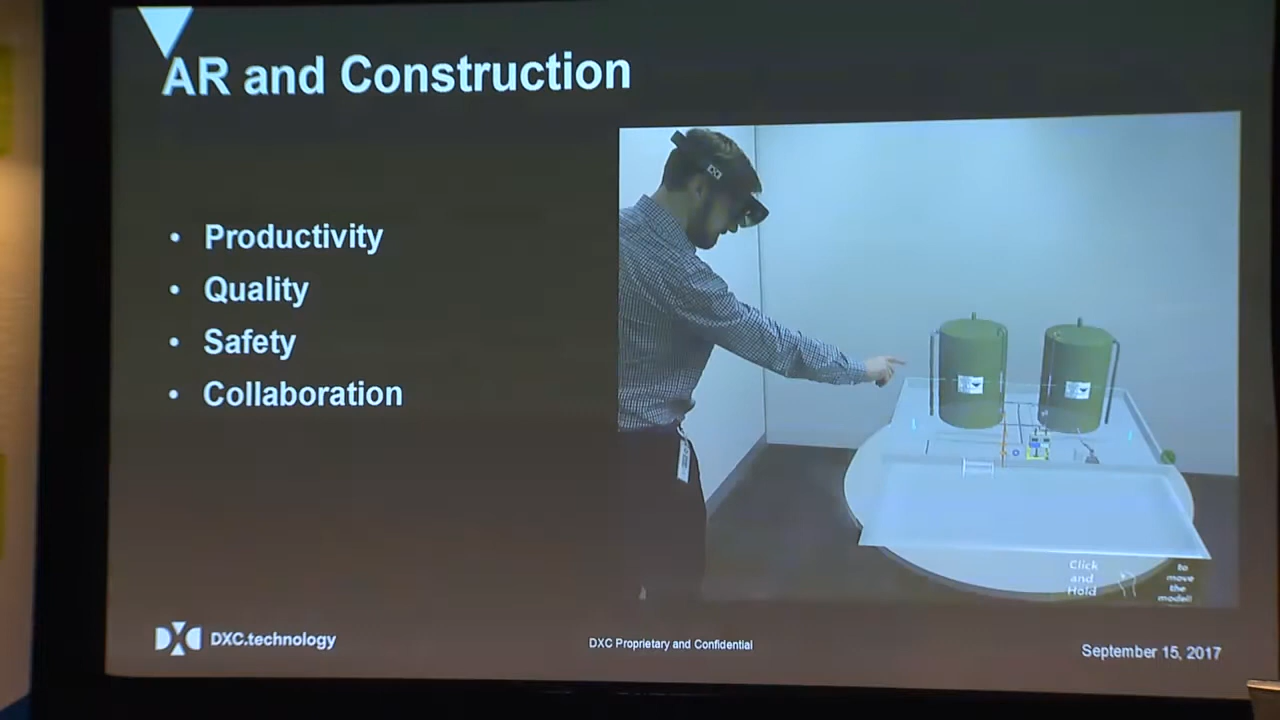 AR and Construction
• Productivity
• Quality
• Safety
• Collaboration
DXC
Click
and
Hold
to
move
the
model!
DXC.technology
DXC Proprietary and Confidential
September 15, 2017